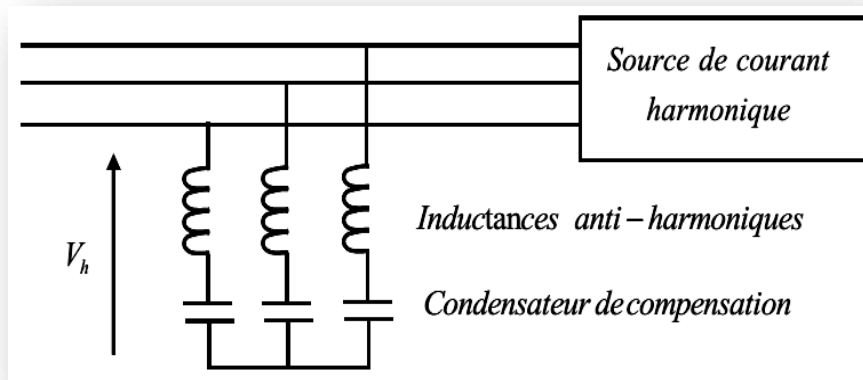 Source de courant
harmonique
Inductances anti-harmoniques
V_h
Condensateur de compensation